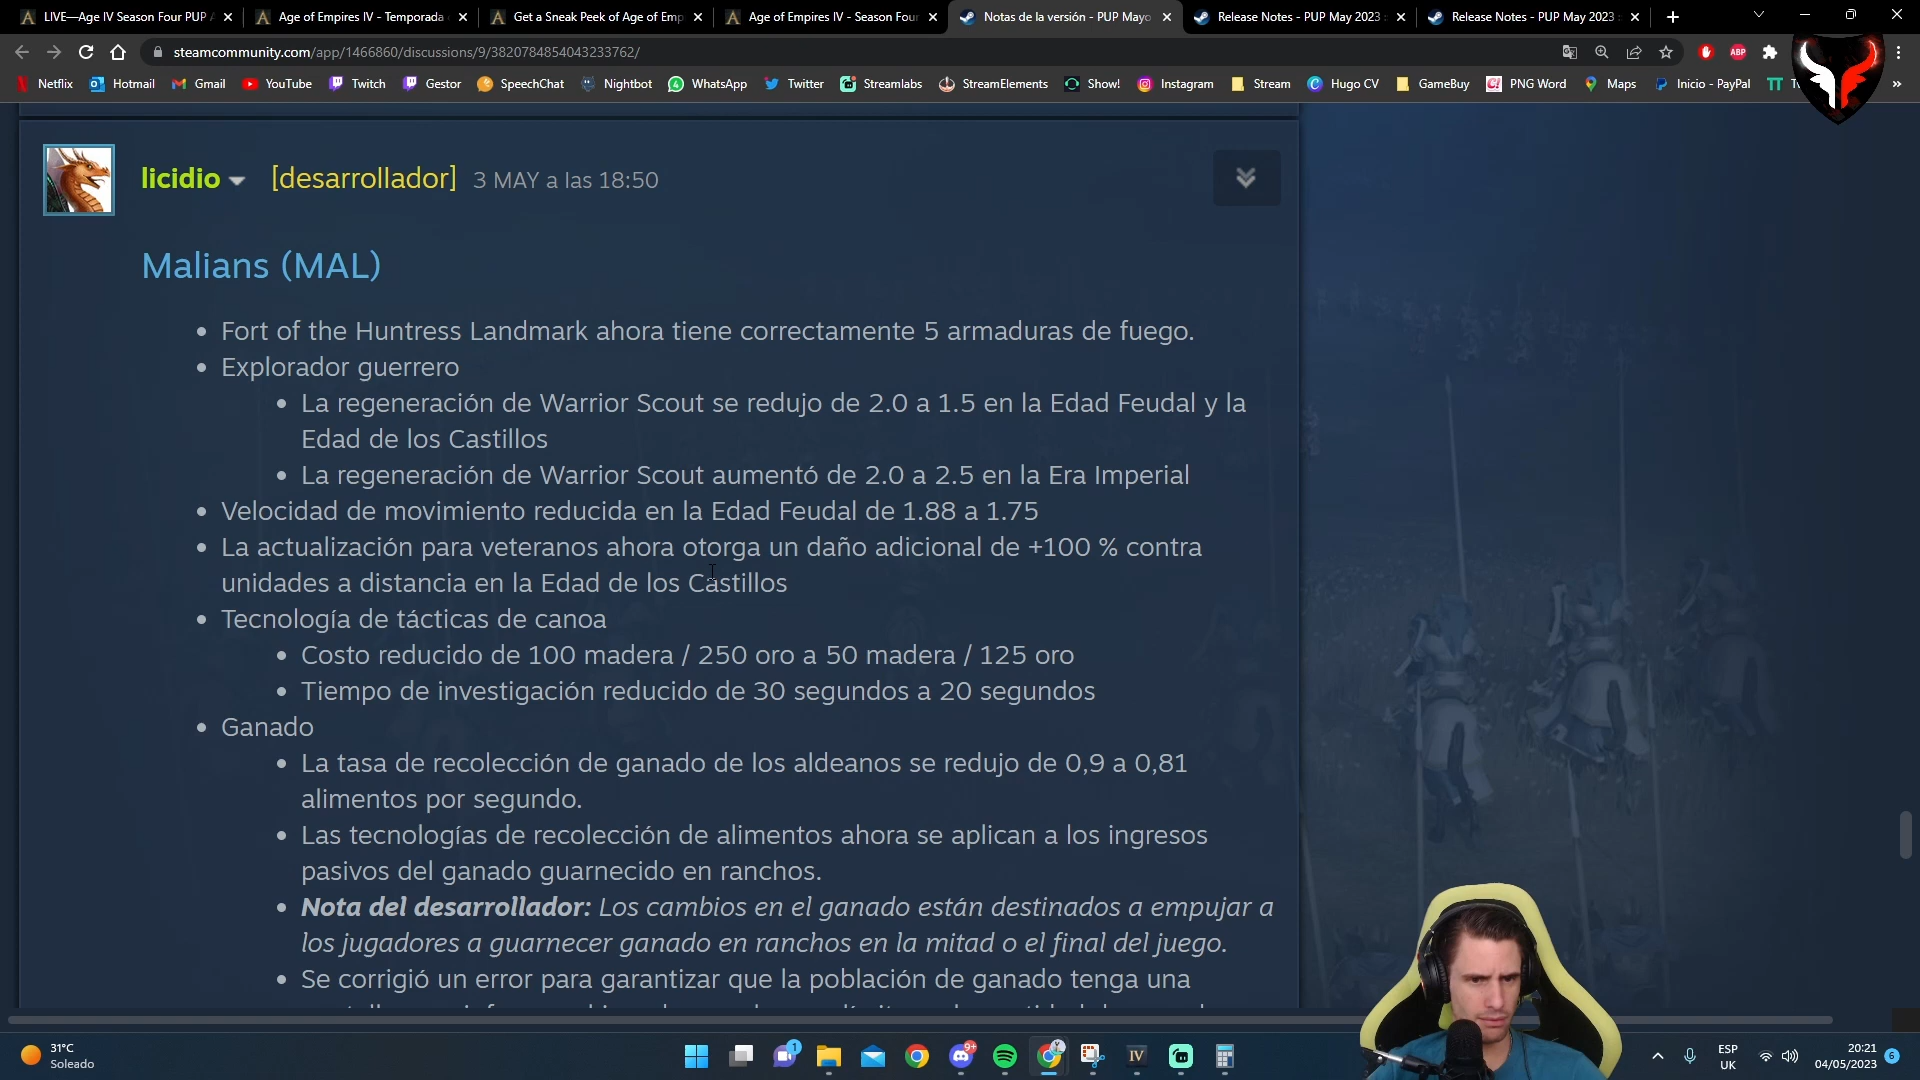 LIVE—Age IV Season Four PUP
Age of Empires IV - Temporada
Get a Sneak Peek of Age of Emp
Age of Empires IV - Season Four
Notas de la versión - PUP Mayo
Release Notes - PUP May 2023
Release Notes - PUP May 2023
steamcommunity.com/app/1466860/discussions/9/3820784854043233762/
ABP
Netflix
Hotmail
Gmail
YouTube
Twitch
Gestor
SpeechChat
Nightbot
WhatsApp
Twitter
Streamlabs
StreamElements
Show!
Instagram
Stream
Hugo CV
GameBuy
PNG Word
Maps
Inicio - PayPal
licidio [desarrollador] 3 MAY a las 18:50
Malians (MAL)
• Fort of the Huntress Landmark ahora tiene correctamente 5 armaduras de fuego.
• Explorador guerrero
• La regeneración de Warrior Scout se redujo de 2.0 a 1.5 en la Edad Feudal y la
Edad de los Castillos
• La regeneración de Warrior Scout aumentó de 2.0 a 2.5 en la Era Imperial
• Velocidad de movimiento reducida en la Edad Feudal de 1.88 a 1.75
• La actualización para veteranos ahora otorga un daño adicional de +100 % contra
unidades a distancia en la Edad de los Castillos
• Tecnología de tácticas de canoa
• Costo reducido de 100 madera / 250 oro a 50 madera / 125 oro
• Tiempo de investigación reducido de 30 segundos a 20 segundos
• Ganado
• La tasa de recolección de ganado de los aldeanos se redujo de 0,9 a 0,81
alimentos por segundo.
• Las tecnologías de recolección de alimentos ahora se aplican a los ingresos
pasivos del ganado guarnecido en ranchos.
• Nota del desarrollador: Los cambios en el ganado están destinados a empujar a
los jugadores a guarnecer ganado en ranchos en la mitad o el final del juego.
• Se corrigió un error para garantizar que la población de ganado tenga una
31°C
Soleado
1
9+
IV
ESP
UK
20:21
04/05/2023
6